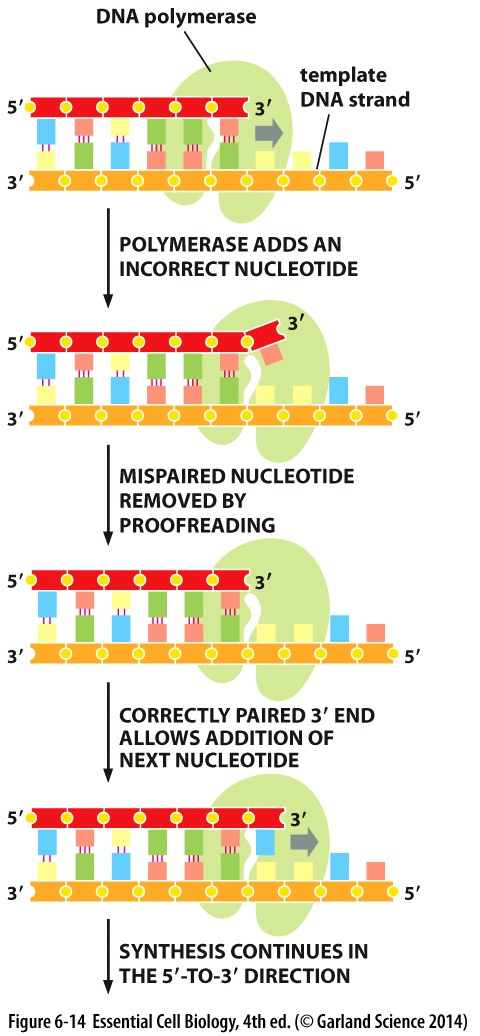 DNA polymerase
template
DNA strand
5′
3′
3′
5′
POLYMERASE ADDS AN
INCORRECT NUCLEOTIDE
3′
5′
3′
5′
MISPAIRED NUCLEOTIDE
REMOVED BY
PROOFREADING
5′
3′
3′
5′
CORRECTLY PAIRED 3′ END
ALLOWS ADDITION OF
NEXT NUCLEOTIDE
5′
3′
3′
5′
SYNTHESIS CONTINUES IN
THE 5′-TO-3′ DIRECTION
Figure 6-14 Essential Cell Biology, 4th ed. (© Garland Science 2014)